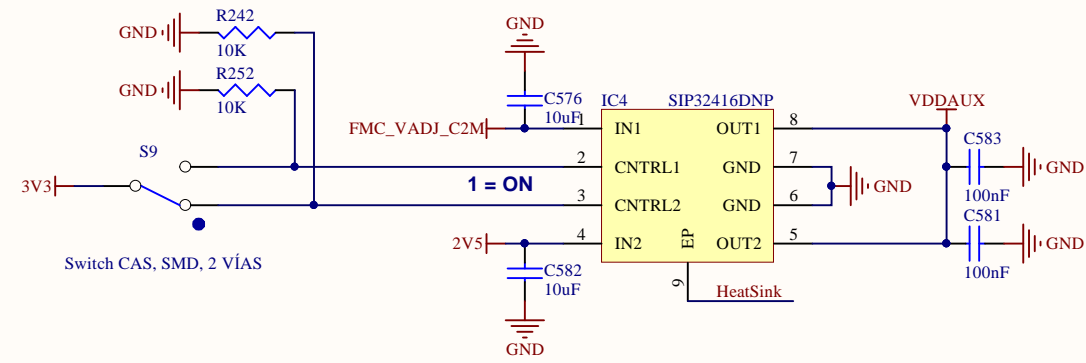 R242
GND
10K
R252
GND
10K
GND
C576
10uF
FMC_VADJ_C2M
1
IC4
SIP32416DNP
IN1
OUT1
8
VDDAUX
C583
100nF
GND
S9
3V3
2
CNTRL1
GND
7
1 = ON
GND
3
CNTRL2
GND
6
2V5
4
IN2
EP
OUT2
5
C581
100nF
GND
Switch CAS, SMD, 2 VÍAS
C582
10uF
GND
9
HeatSink